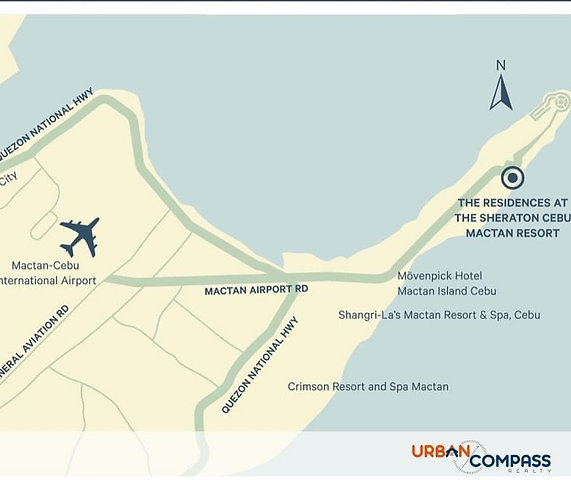 N
QUEZON NATIONAL HWY
City
THE RESIDENCES AT
THE SHERATON CEBU
MACTAN RESORT
Mactan-Cebu
nternational Airport
MACTAN AIRPORT RD
Mövenpick Hotel
Mactan Island Cebu
Shangri-La's Mactan Resort & Spa, Cebu
NERAL AVIATION RD
QUEZON NATIONAL HWY
Crimson Resort and Spa Mactan
URBAN
COMPASS
REALTY